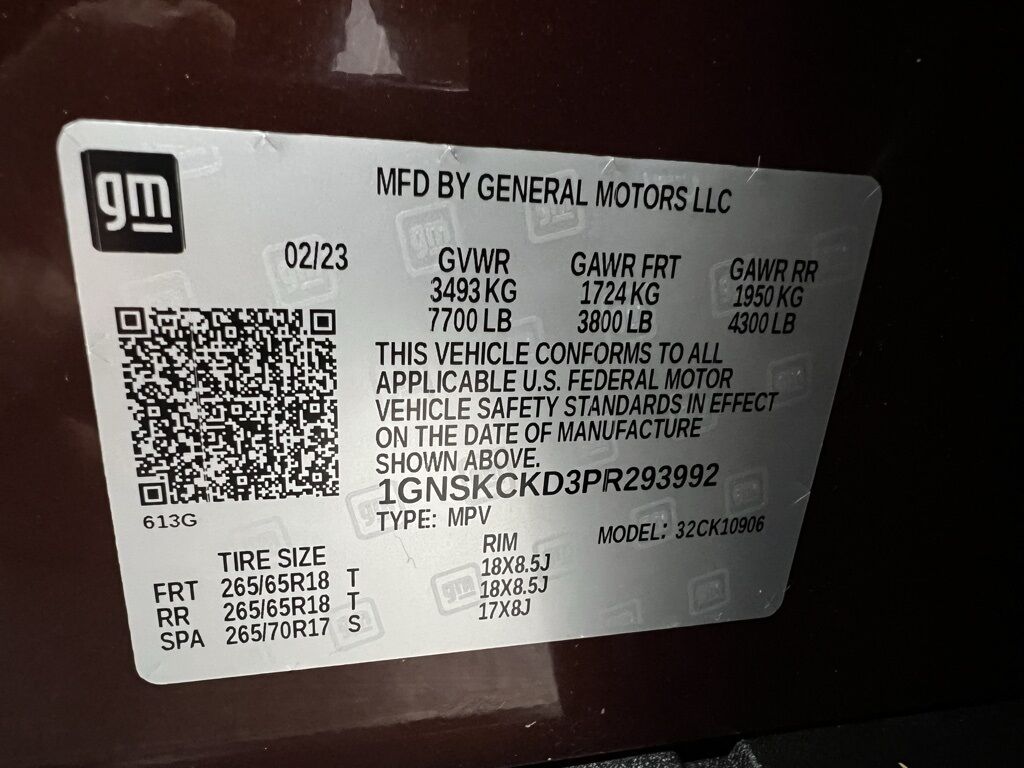 gm
MFD BY GENERAL MOTORS LLC
02/23
GVWR GAWR FRT GAWR RR
3493 KG 1724 KG 1950 KG
7700 LB 3800 LB 4300 LB
THIS VEHICLE CONFORMS TO ALL
APPLICABLE U.S. FEDERAL MOTOR
VEHICLE SAFETY STANDARDS IN EFFECT
ON THE DATE OF MANUFACTURE
SHOWN ABOVE.
1GNSKCKD3PR293992
TYPE: MPV MODEL: 32CK10906
613G
TIRE SIZE RIM
FRT 265/65R18 T 18X8.5J
RR 265/65R18 T 18X8.5J
SPA 265/70R17 S 17X8J